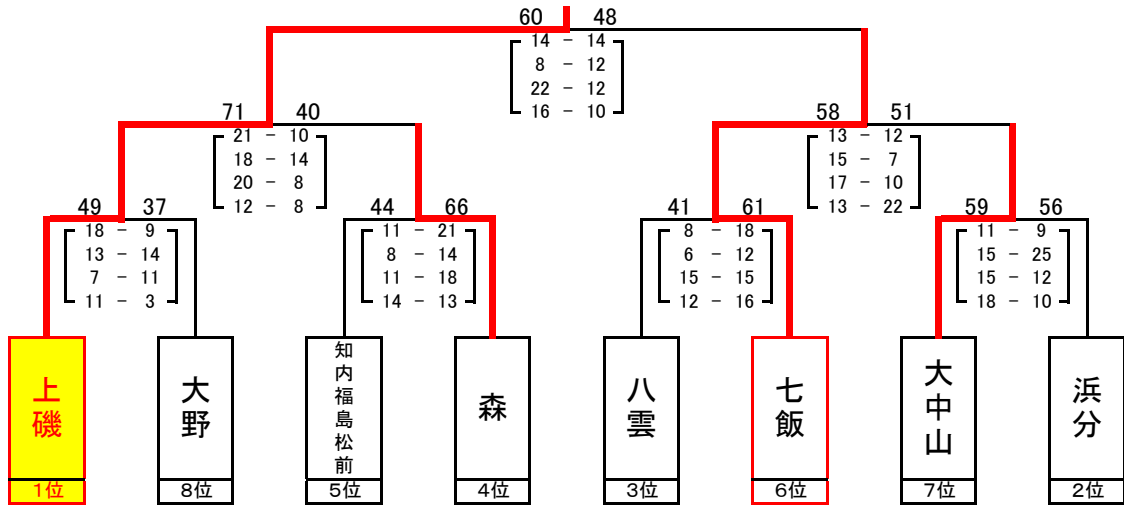 60 48
14 - 14
8 - 12
22 - 12
16 - 10
71 40
21 - 10
18 - 14
20 - 8
12 - 8
58 51
13 - 12
15 - 7
17 - 10
13 - 22
49 37
18 - 9
13 - 14
7 - 11
11 - 3
44 66
11 - 21
8 - 14
11 - 18
14 - 13
41 61
8 - 18
6 - 12
15 - 15
12 - 16
59 56
11 - 9
15 - 25
15 - 12
18 - 10
上磯
1位
大野
8位
知内福島松前
5位
森
4位
八雲
3位
七飯
6位
大中山
7位
浜分
2位